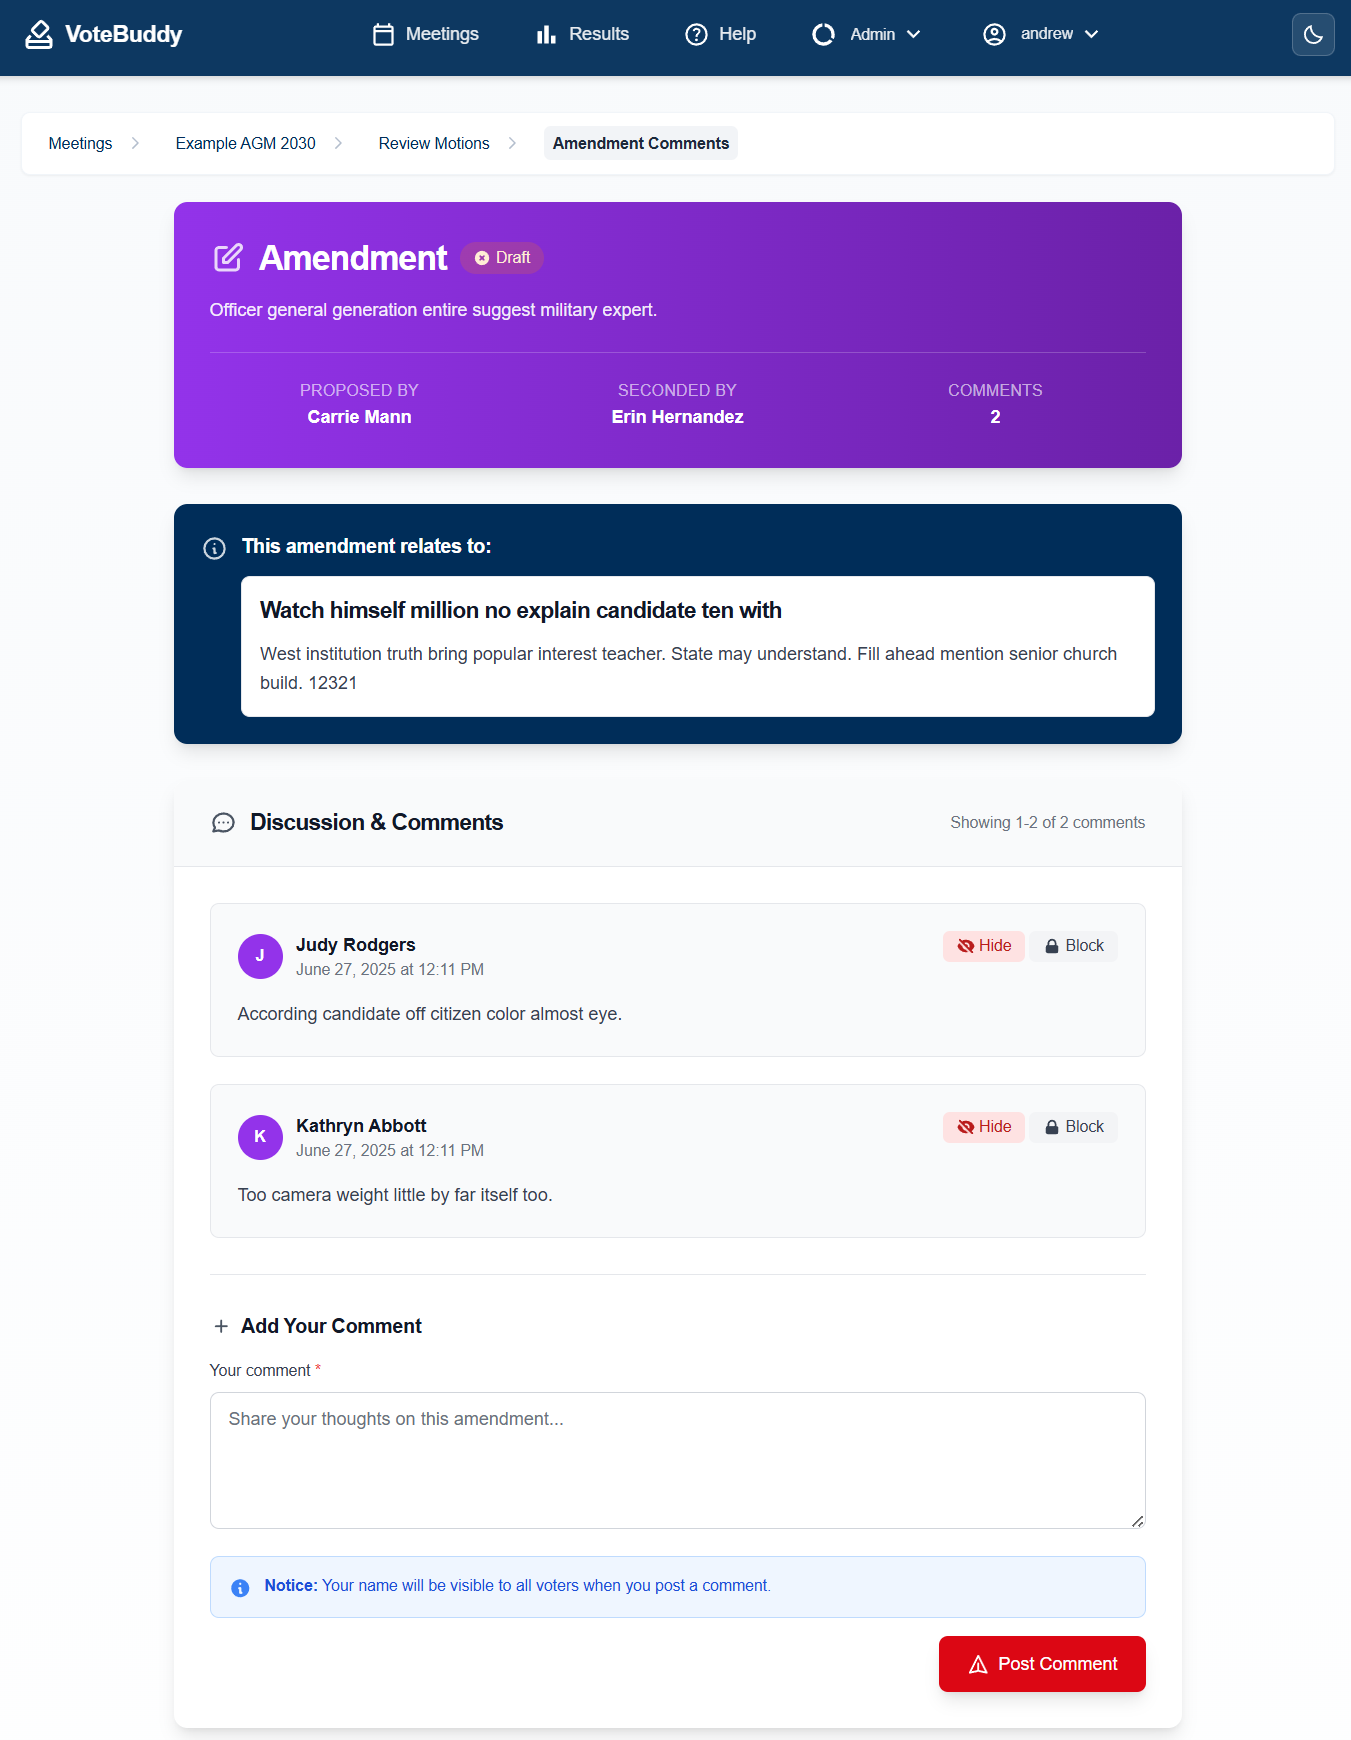 VoteBuddy
Meetings
Results
Help
Admin
andrew
Meetings
Example AGM 2030
Review Motions
Amendment Comments
Amendment
Draft
Officer general generation entire suggest military expert.
PROPOSED BY
Carrie Mann
SECONDED BY
Erin Hernandez
COMMENTS
2
This amendment relates to:
Watch himself million no explain candidate ten with
West institution truth bring popular interest teacher. State may understand. Fill ahead mention senior church
build. 12321
Discussion & Comments
Showing 1-2 of 2 comments
J
Judy Rodgers
June 27, 2025 at 12:11 PM
Hide
Block
According candidate off citizen color almost eye.
K
Kathryn Abbott
June 27, 2025 at 12:11 PM
Hide
Block
Too camera weight little by far itself too.
Add Your Comment
Your comment *
Share your thoughts on this amendment...
Notice: Your name will be visible to all voters when you post a comment.
Post Comment